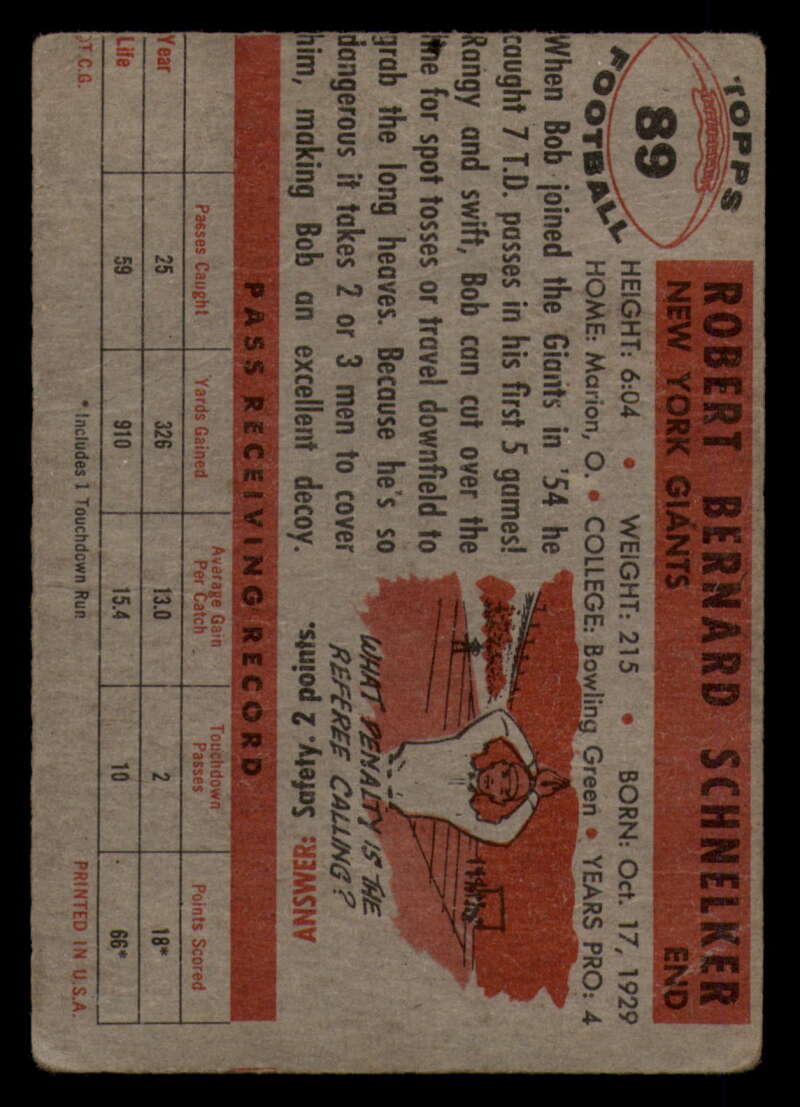 TOPPS
89
FOOTBALL
ROBERT BERNARD SCHNELKER
NEW YORK GIANTS END
HEIGHT: 6:04 • WEIGHT: 215 • BORN: Oct. 17, 1929
HOME: Marion, O. • COLLEGE: Bowling Green • YEARS PRO: 4
When Bob joined the Giants in '54 he
caught 7 T.D. passes in his first 5 games!
Rangy and swift, Bob can cut over the
line for spot tosses or travel downfield to
grab the long heaves. Because he's so
dangerous it takes 2 or 3 men to cover
him, making Bob an excellent decoy.
WHAT PENALTY IS THE
REFEREE CALLING?
ANSWER: Safety, 2 points.
PASS RECEIVING RECORD
Passes Caught Yards Gained Average Gain Per Catch Touchdown Passes Points Scored
Year 25 326 13.0 2 18*
Life 59 910 15.4 10 66*
* Includes 1 Touchdown Run
T.C.G. PRINTED IN U.S.A.